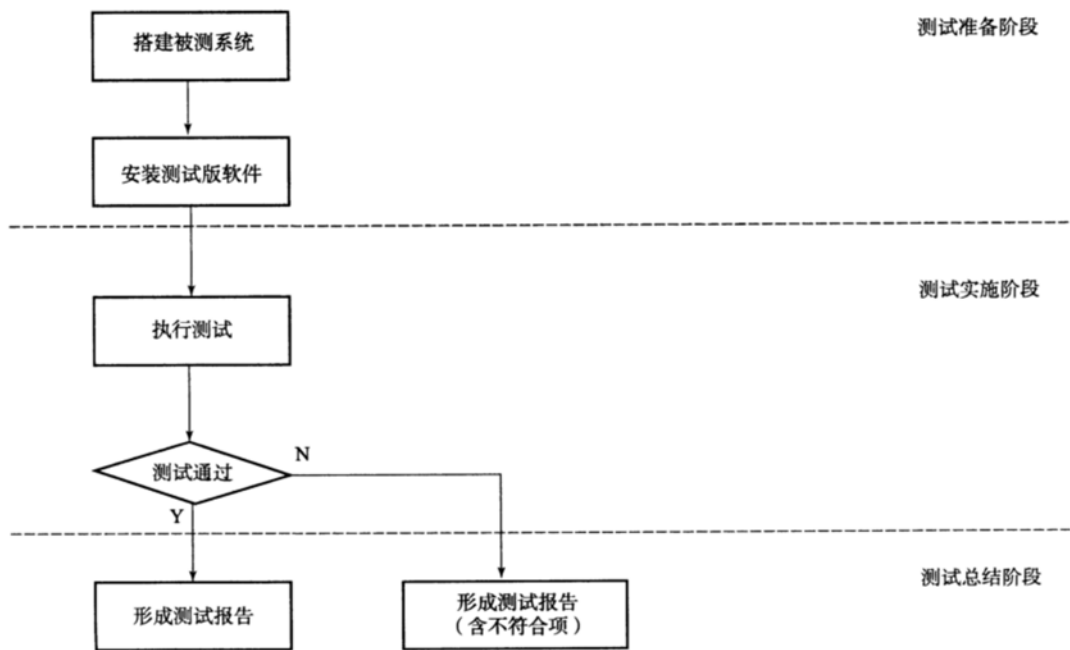 搭建被测系统
测试准备阶段
安装测试版软件
测试实施阶段
执行测试
测试通过
N
Y
测试总结阶段
形成测试报告
形成测试报告
（含不符合项）